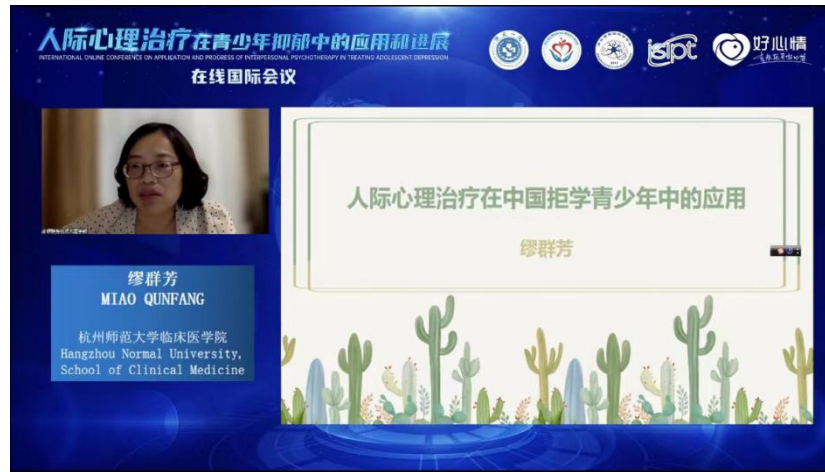 人际心理治疗在青少年抑郁中的应用和进展
INTERNATIONAL ONLINE CONFERENCE ON APPLICATION AND PROGRESS OF INTERPERSONAL PSYCHOTHERAPY IN TREATING ADOLESCENT DEPRESSION
在线国际会议
isipt
好心情
人际心理治疗在中国拒学青少年中的应用
缪群芳
缪群芳
MIAO QUNFANG
杭州师范大学临床医学院
Hangzhou Normal University,
School of Clinical Medicine